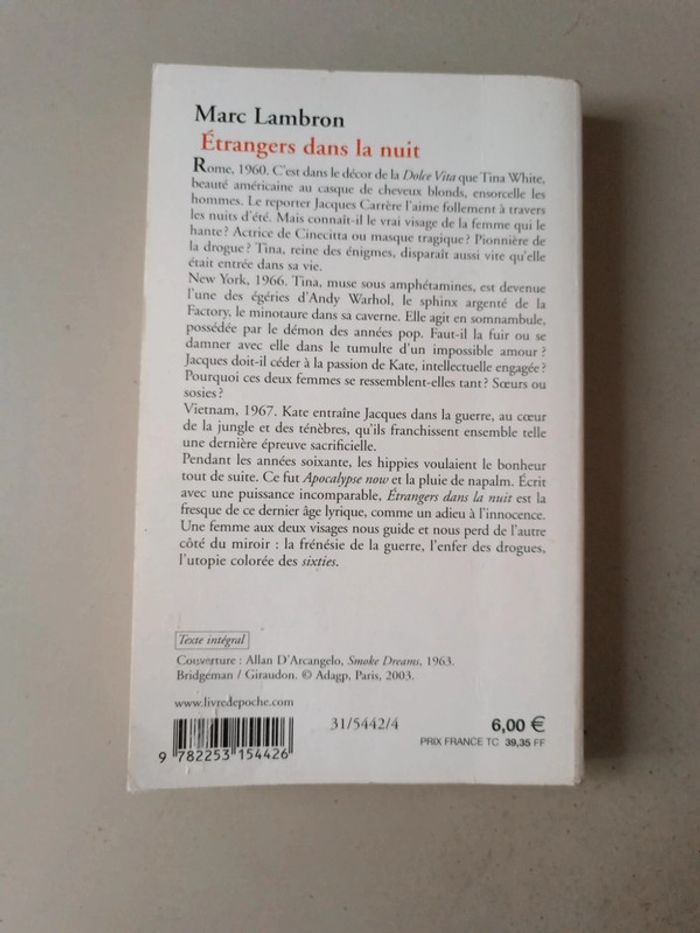 Marc Lambron
Étrangers dans la nuit
Rome, 1960. C'est dans le décor de la Dolce Vita que Tina White,
beauté américaine au casque de cheveux blonds, ensorcelle les
hommes. Le reporter Jacques Carrère l'aime follement à travers
les nuits d'été. Mais connaît-il le vrai visage de la femme qui le
hante ? Actrice de Cinecitta ou masque tragique ? Pionnière de
la drogue ? Tina, reine des énigmes, disparaît aussi vite qu'elle
était entrée dans sa vie.
New York, 1966. Tina, muse sous amphétamines, est devenue
l'une des égéries d'Andy Warhol, le sphinx argenté de la
Factory, le minotaure dans sa caverne. Elle agit en somnambule,
possédée par le démon des années pop. Faut-il la fuir ou se
damner avec elle dans le tumulte d'un impossible amour ?
Jacques doit-il céder à la passion de Kate, intellectuelle engagée ?
Pourquoi ces deux femmes se ressemblent-elles tant ? Sœurs ou
sosies ?
Vietnam, 1967. Kate entraîne Jacques dans la guerre, au cœur
de la jungle et des ténèbres, qu'ils franchissent ensemble telle
une dernière épreuve sacrificielle.
Pendant les années soixante, les hippies voulaient le bonheur
tout de suite. Ce fut Apocalypse now et la pluie de napalm. Écrit
avec une puissance incomparable, Étrangers dans la nuit est la
fresque de ce dernier âge lyrique, comme un adieu à l'innocence.
Une femme aux deux visages nous guide et nous perd de l'autre
côté du miroir : la frénésie de la guerre, l'enfer des drogues,
l'utopie colorée des sixties.
Texte intégral
Couverture : Allan D'Arcangelo, Smoke Dreams, 1963.
Bridgeman / Giraudon. © Adagp, Paris, 2003.
www.livredepoche.com
31/5442/4
6,00 €
PRIX FRANCE TC 39,35 FF
9 782253 154426